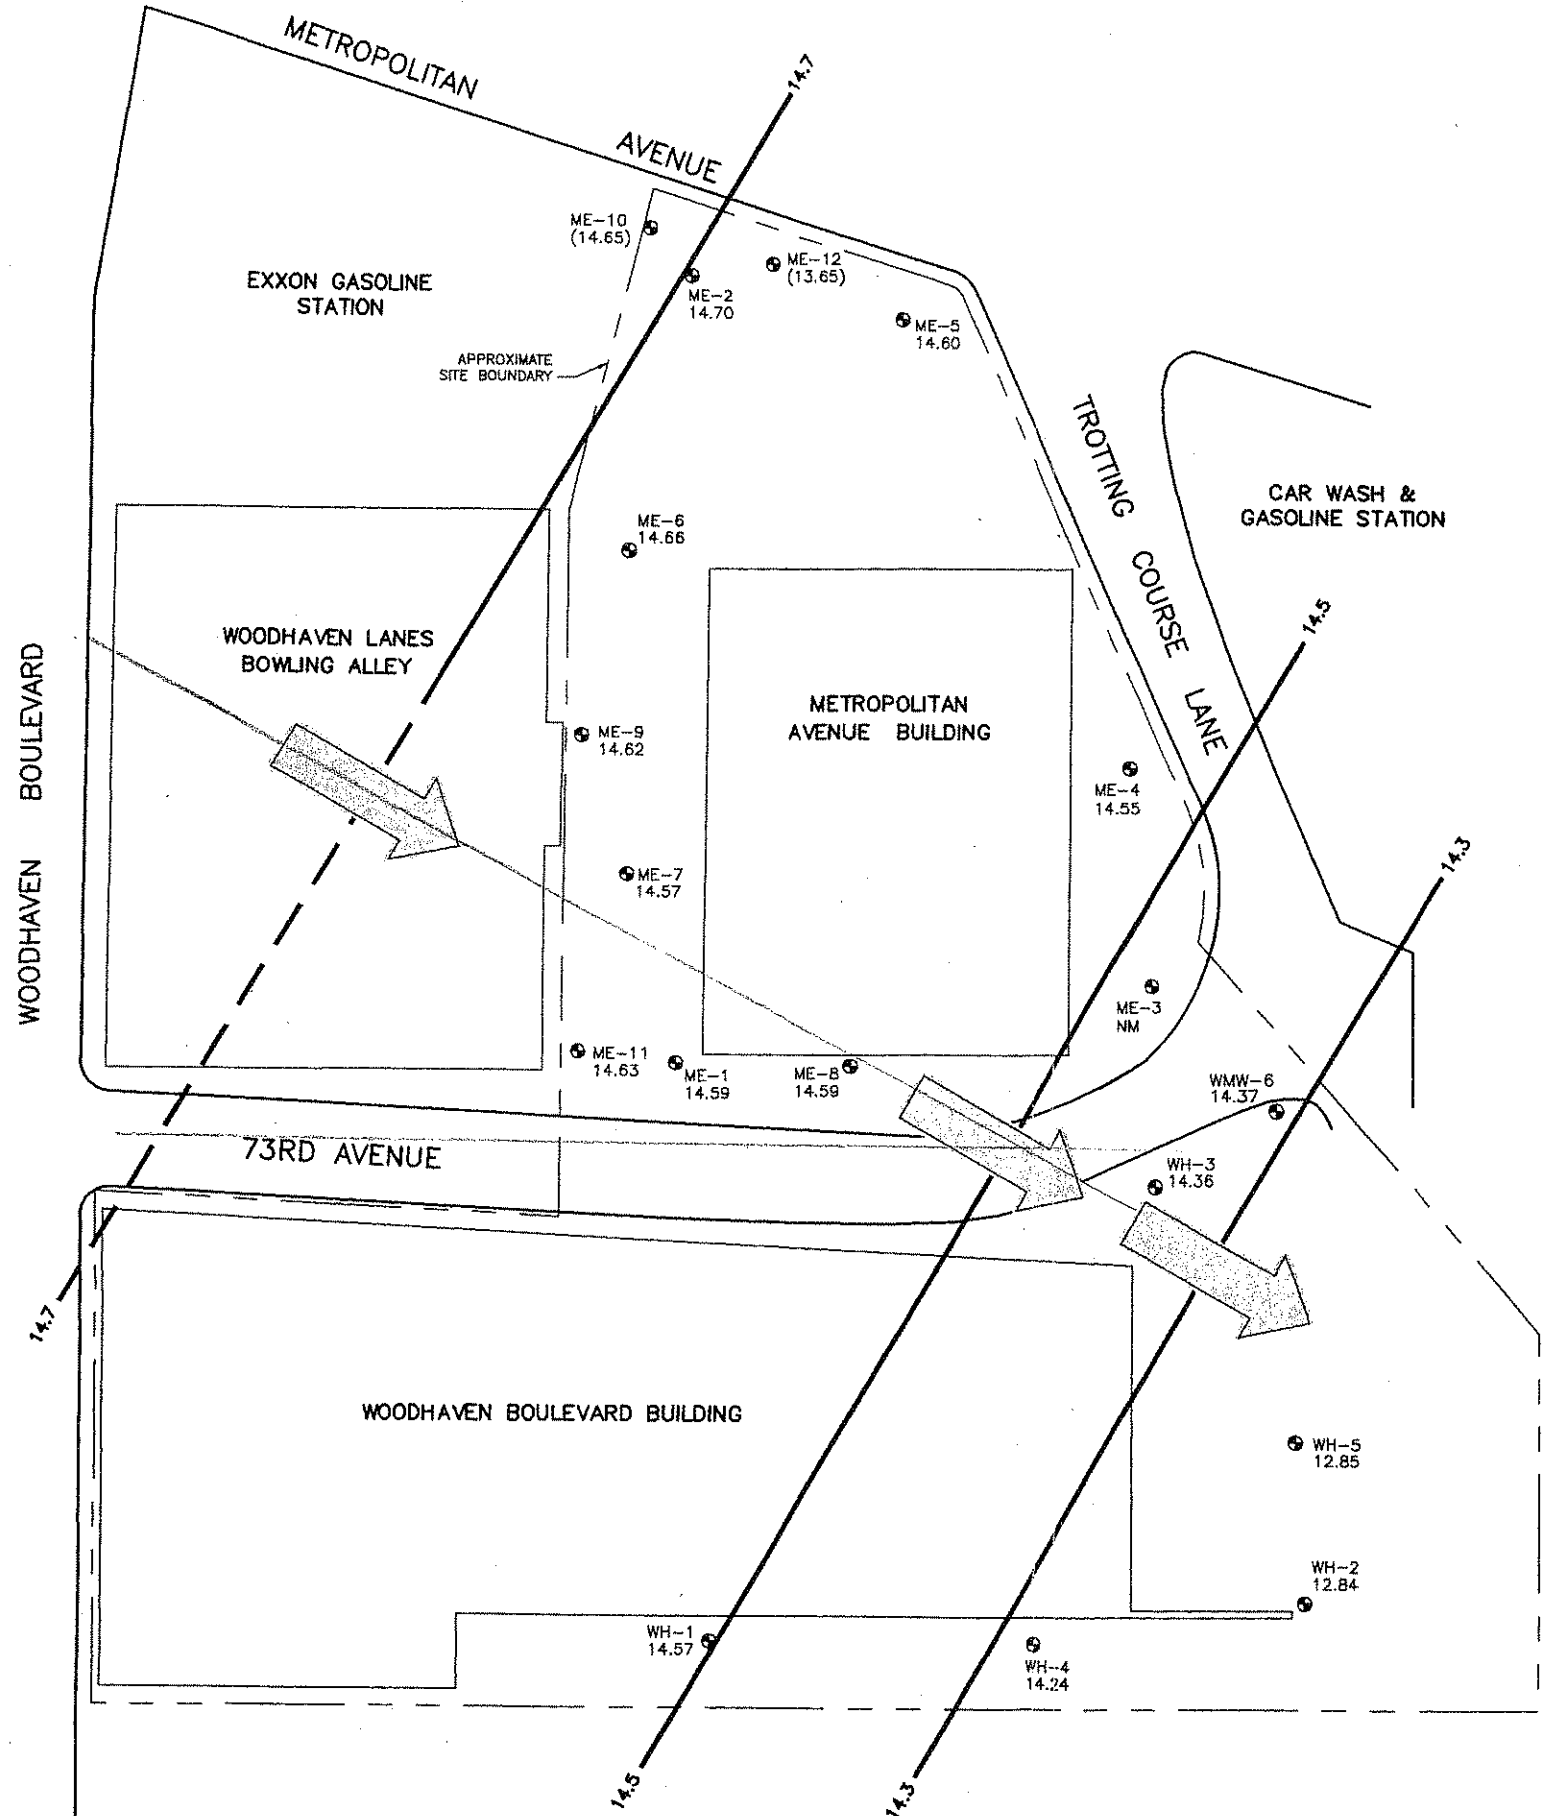 METROPOLITAN
AVENUE
14.7
ME-10
(14.65)
ME-12
(13.65)
ME-2
14.70
EXXON GASOLINE
STATION
ME-5
14.60
APPROXIMATE
SITE BOUNDARY
TROTTING COURSE LANE
CAR WASH &
GASOLINE STATION
ME-6
14.66
14.5
WOODHAVEN LANES
BOWLING ALLEY
WOODHAVEN BOULEVARD
METROPOLITAN
AVENUE BUILDING
ME-9
14.62
ME-4
14.55
14.3
ME-7
14.57
ME-3
NM
ME-11
14.63
ME-1
14.59
ME-8
14.59
WMW-6
14.37
73RD AVENUE
WH-3
14.36
14.7
WOODHAVEN BOULEVARD BUILDING
WH-5
12.85
WH-2
12.84
WH-1
14.57
WH-4
14.24
14.5
14.3